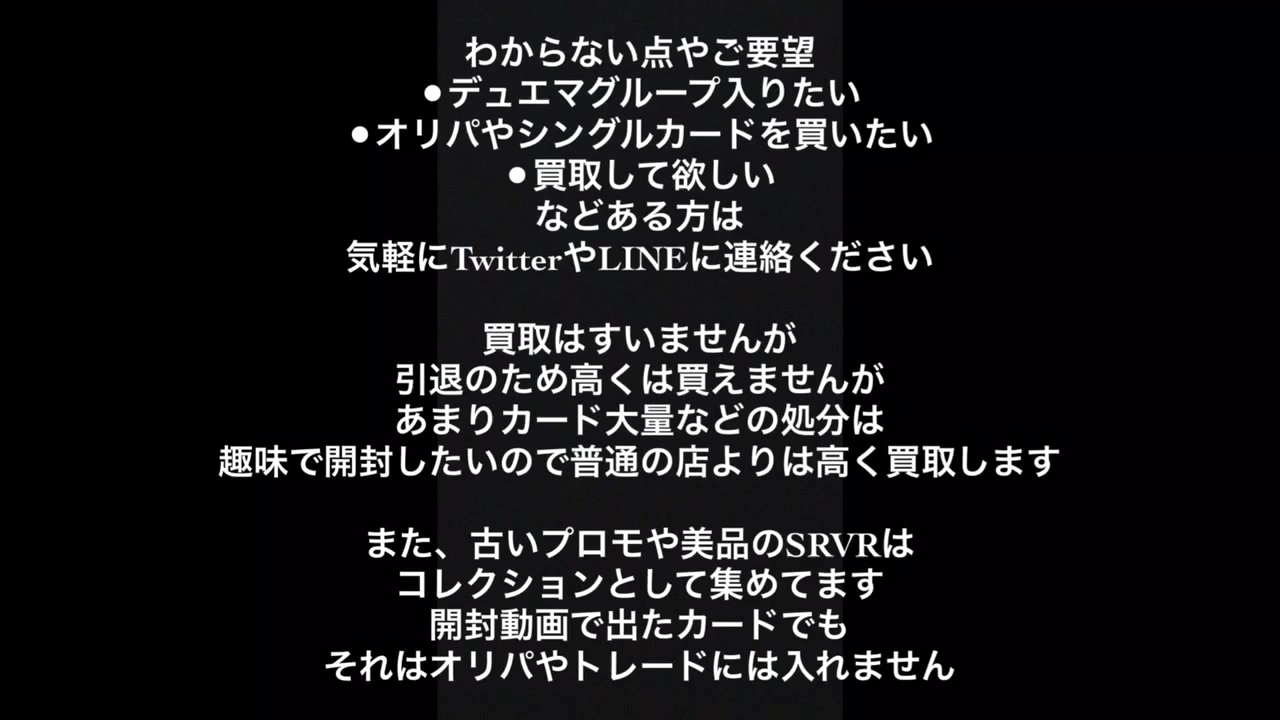 わからない点やご要望
●デュエマグループ入りたい
●オリパやシングルカードを買いたい
●買取して欲しい
などある方は
気軽にTwitterやLINEに連絡ください
買取はすいませんが
引退のため高くは買えませんが
あまりカード大量などの処分は
趣味で開封したいので普通の店よりは高く買取します
また、古いプロモや美品のSRVRは
コレクションとして集めてます
開封動画で出たカードでも
それはオリパやトレードには入れません